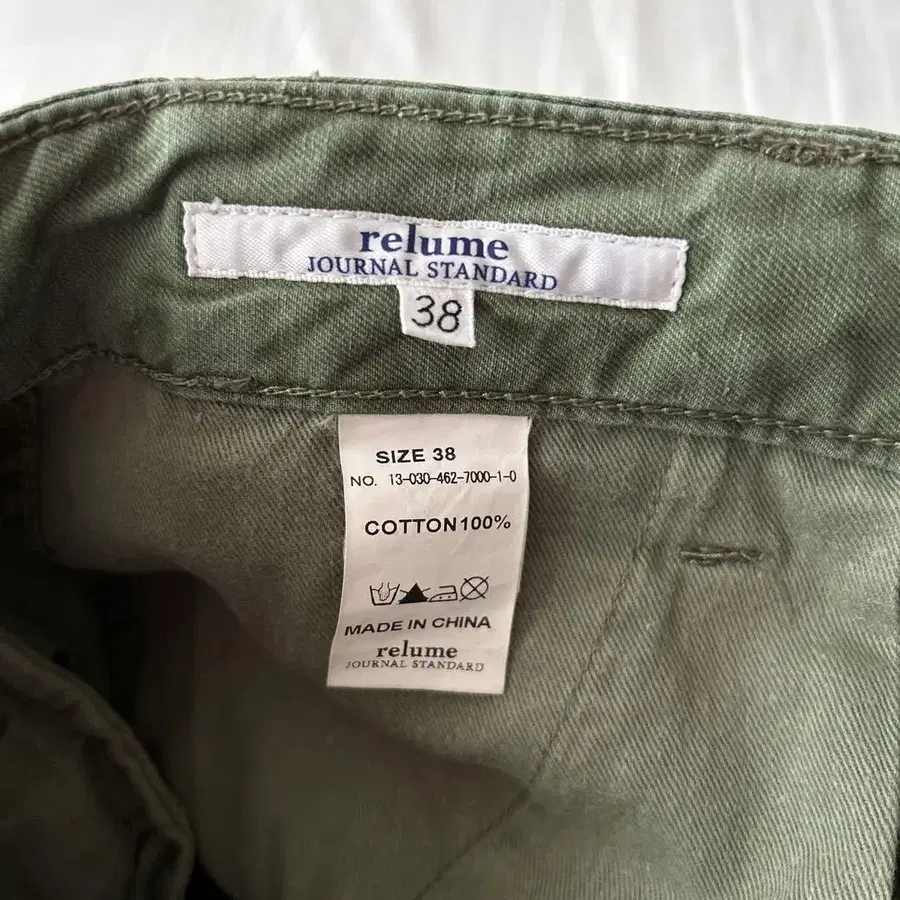 relume
JOURNAL STANDARD
38
SIZE 38
NO. 13-030-462-7000-1-0
COTTON100%
MADE IN CHINA
relume
JOURNAL STANDARD